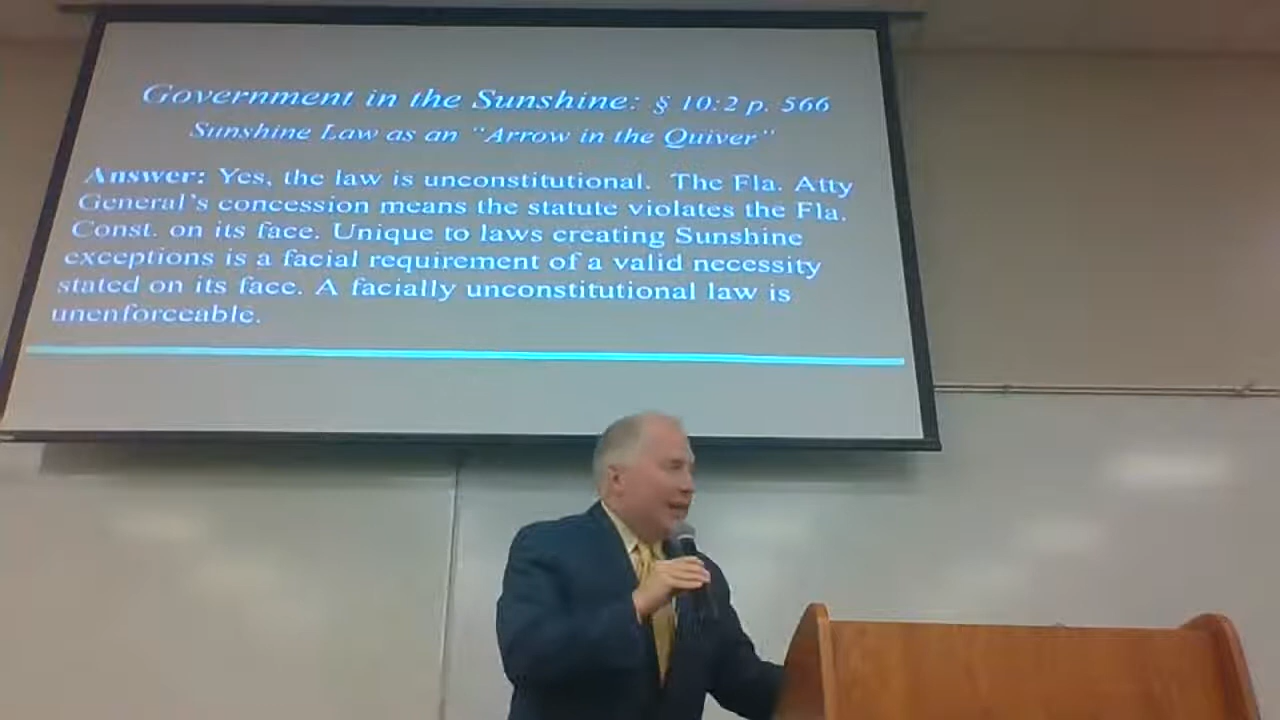 Government in the Sunshine: § 10:2 p. 566
Sunshine Law as an “Arrow in the Quiver”
Answer: Yes, the law is unconstitutional. The Fla. Atty
General’s concession means the statute violates the Fla.
Const. on its face. Unique to laws creating Sunshine
exceptions is a facial requirement of a valid necessity
stated on its face. A facially unconstitutional law is
unenforceable.